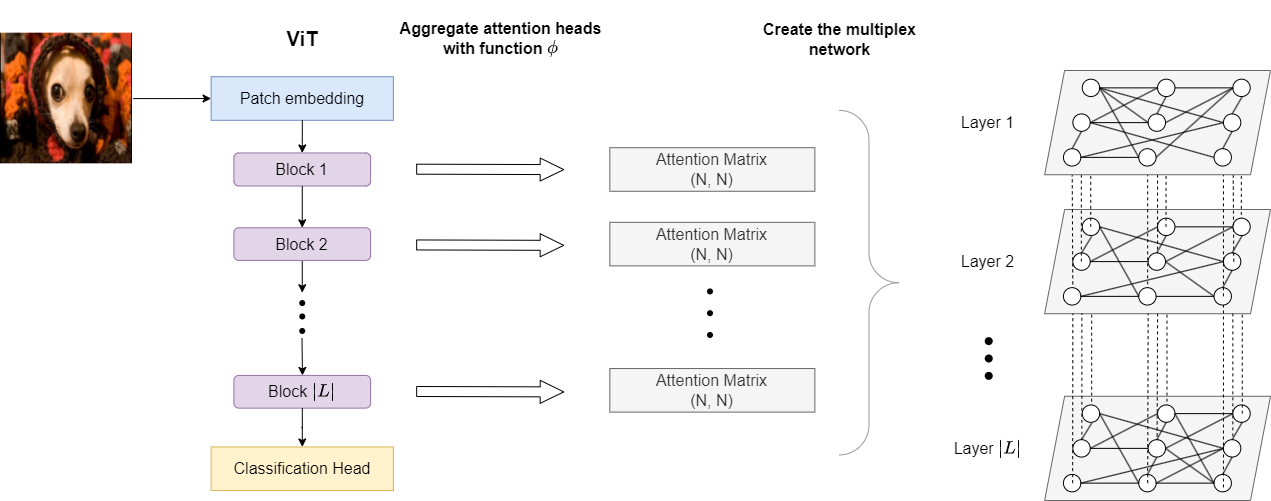 ViT
Aggregate attention heads
with function ϕ
Create the multiplex
network
Patch embedding
Block 1
Attention Matrix
(N, N)
Layer 1
Block 2
Attention Matrix
(N, N)
Layer 2
Block |L|
Attention Matrix
(N, N)
Layer |L|
Classification Head